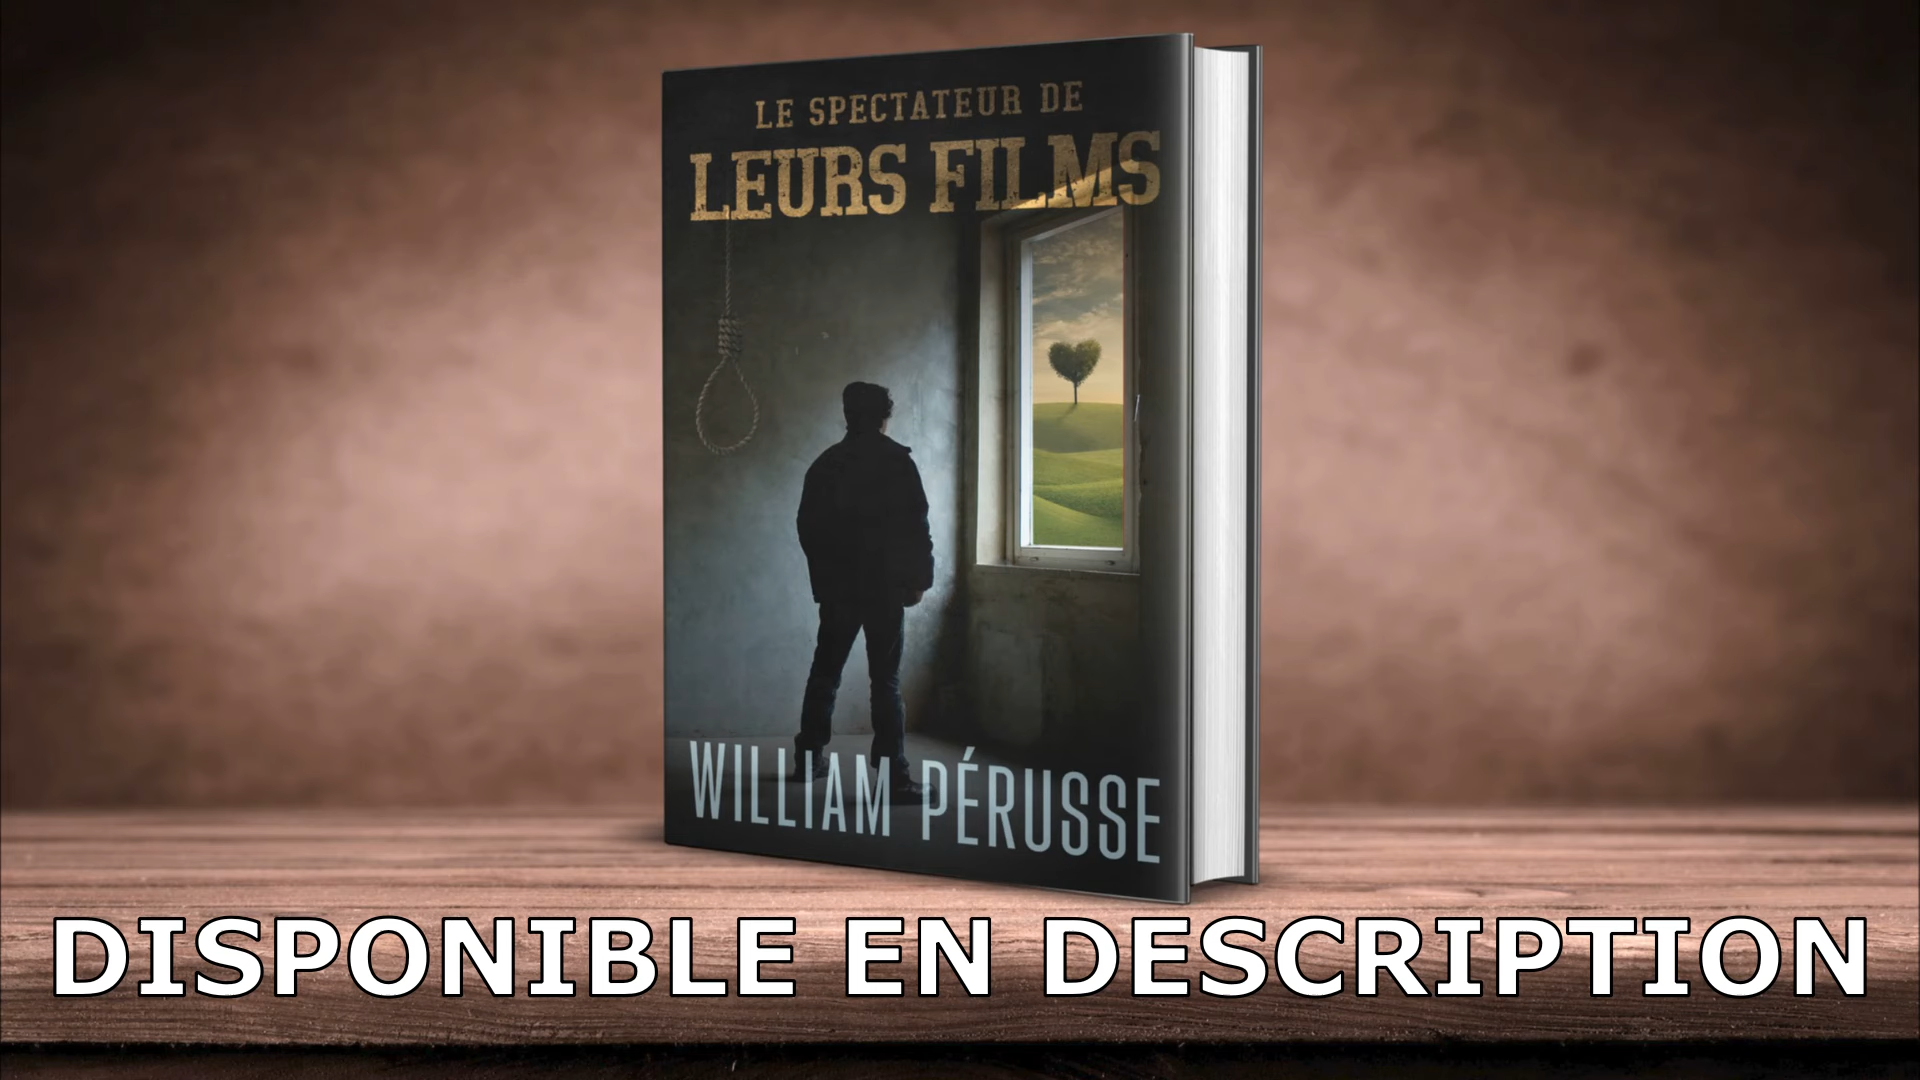 LE SPECTATEUR DE
LEURS FILMS
WILLIAM PÉRUSSE
DISPONIBLE EN DESCRIPTION